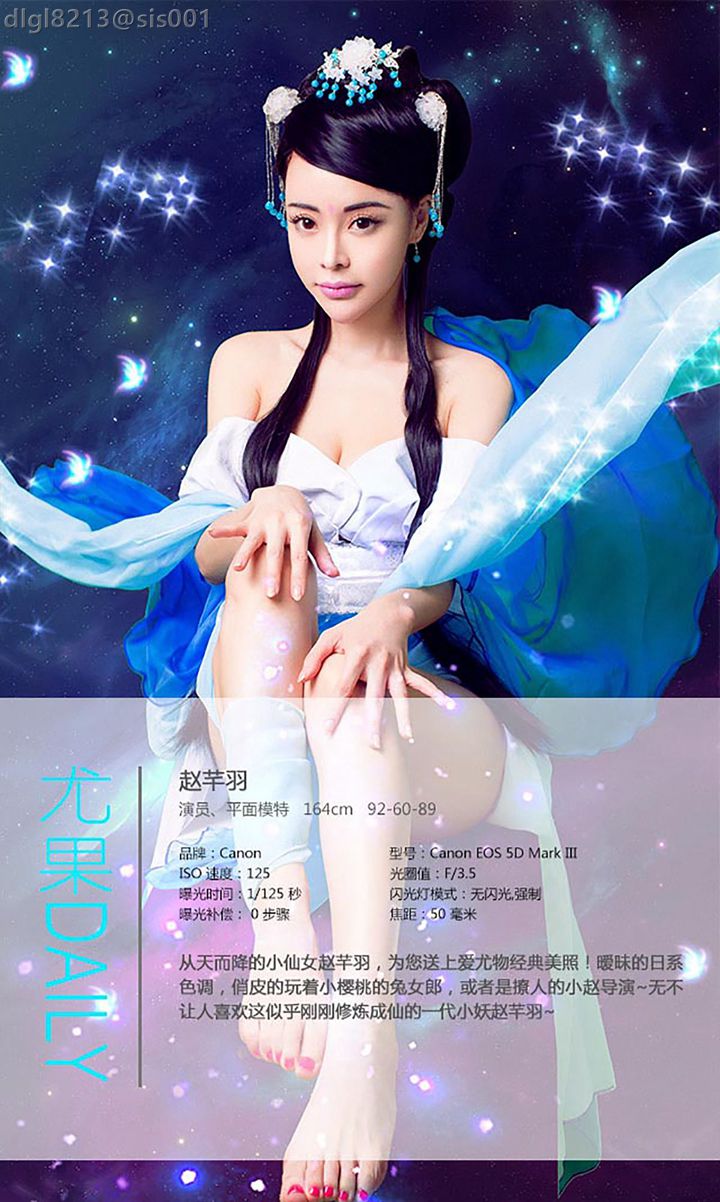 dlgl8213@sis001
尤果DAILY
赵芊羽
演员、平面模特 164cm 92-60-89
品牌：Canon 型号：Canon EOS 5D Mark III
ISO 速度：125 光圈值：F/3.5
曝光时间：1/125 秒 闪光灯模式：无闪光,强制
曝光补偿： 0 步骤 焦距：50 毫米
从天而降的小仙女赵芊羽，为您送上爱尤物经典美照！暧昧的日系
色调，俏皮的玩着小樱桃的兔女郎，或者是撩人的小赵导演~无不
让人喜欢这似乎刚刚修炼成仙的一代小妖赵芊羽~